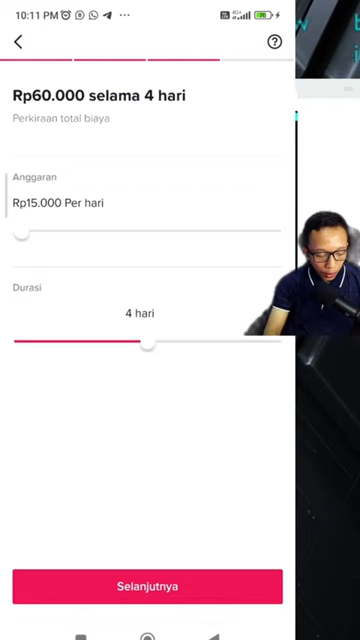 10:11 PM
Rp60.000 selama 4 hari
Perkiraan total biaya
Anggaran
Rp15.000 Per hari
Durasi
4 hari
Selanjutnya